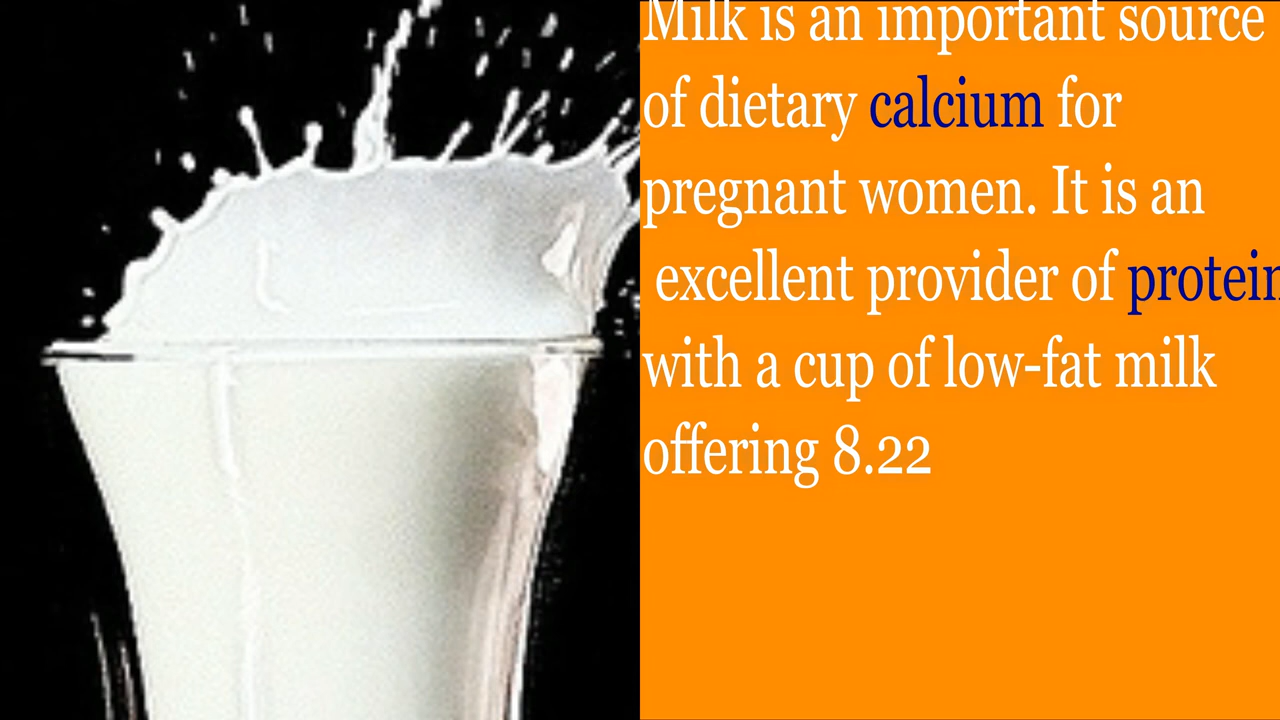 Milk is an important source
of dietary calcium for
pregnant women. It is an
excellent provider of protein
with a cup of low-fat milk
offering 8.22